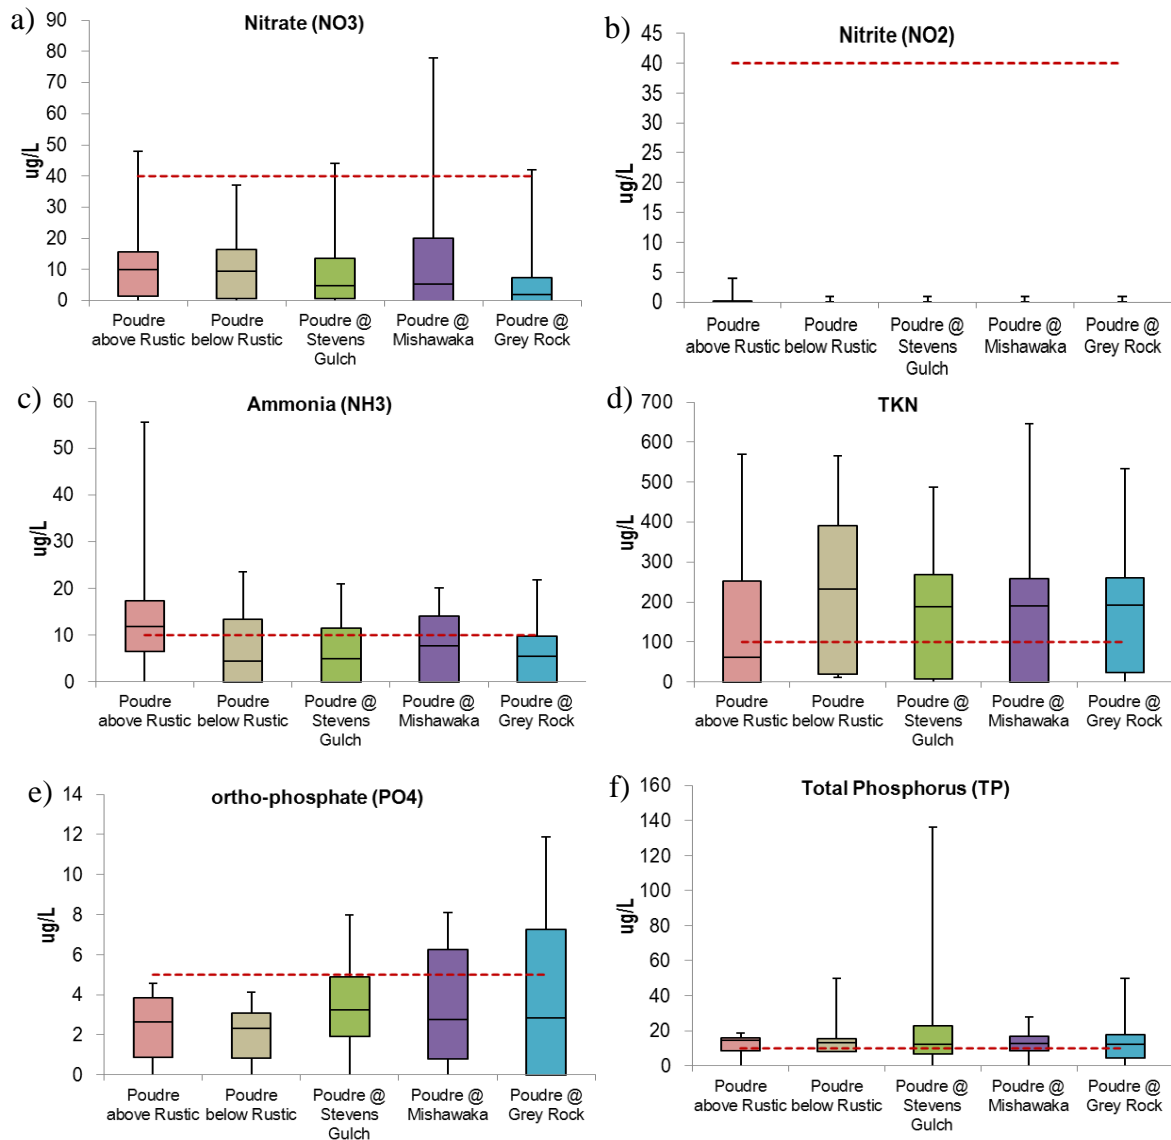 a)
Nitrate (NO3)
90
80
70
60
50
40
30
20
10
0
ug/L
Poudre
above Rustic
Poudre
below Rustic
Poudre @
Stevens
Gulch
Poudre @
Mishawaka
Poudre @
Grey Rock
b)
Nitrite (NO2)
45
40
35
30
25
20
15
10
5
0
ug/L
Poudre
above Rustic
Poudre
below Rustic
Poudre @
Stevens
Gulch
Poudre @
Mishawaka
Poudre @
Grey Rock
c)
Ammonia (NH3)
60
50
40
30
20
10
0
ug/L
Poudre
above Rustic
Poudre
below Rustic
Poudre @
Stevens
Gulch
Poudre @
Mishawaka
Poudre @
Grey Rock
d)
TKN
700
600
500
400
300
200
100
0
ug/L
Poudre
above Rustic
Poudre
below Rustic
Poudre @
Stevens
Gulch
Poudre @
Mishawaka
Poudre @
Grey Rock
e)
ortho-phosphate (PO4)
14
12
10
8
6
4
2
0
ug/L
Poudre
above Rustic
Poudre
below Rustic
Poudre @
Stevens
Gulch
Poudre @
Mishawaka
Poudre @
Grey Rock
f)
Total Phosphorus (TP)
160
140
120
100
80
60
40
20
0
ug/L
Poudre
above Rustic
Poudre
below Rustic
Poudre @
Stevens
Gulch
Poudre @
Mishawaka
Poudre @
Grey Rock